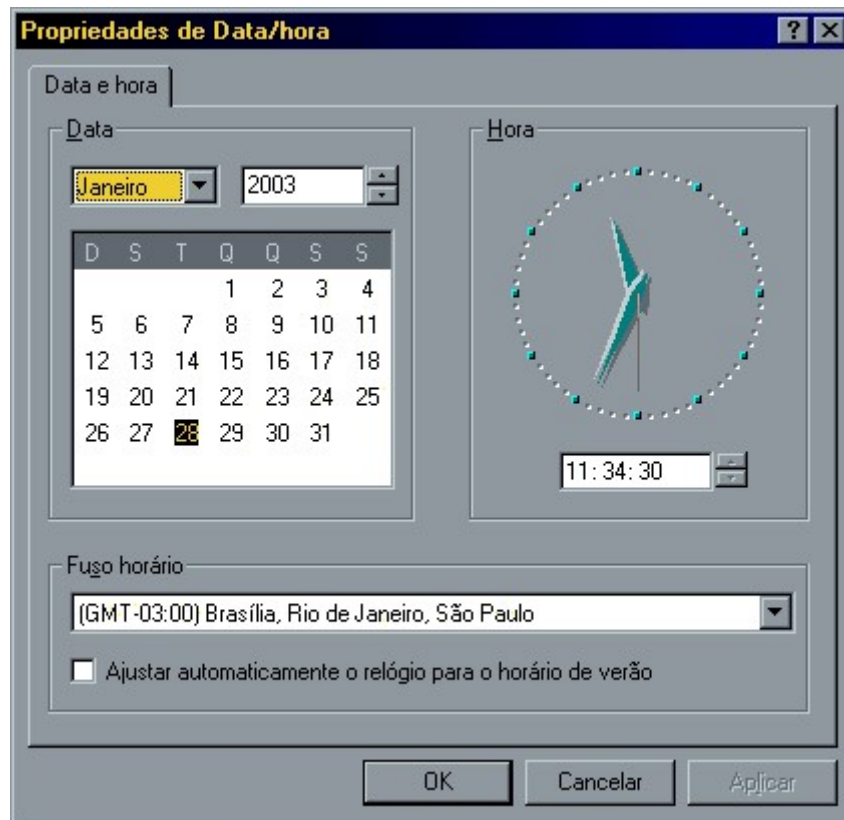 Propriedades de Data/hora
Data e hora
Data
Hora
Janeiro 2003
D S T Q Q S S
1 2 3 4
5 6 7 8 9 10 11
12 13 14 15 16 17 18
19 20 21 22 23 24 25
26 27 28 29 30 31
11:34:30
Fuso horário
(GMT-03:00) Brasília, Rio de Janeiro, São Paulo
Ajustar automaticamente o relógio para o horário de verão
OK Cancelar Aplicar